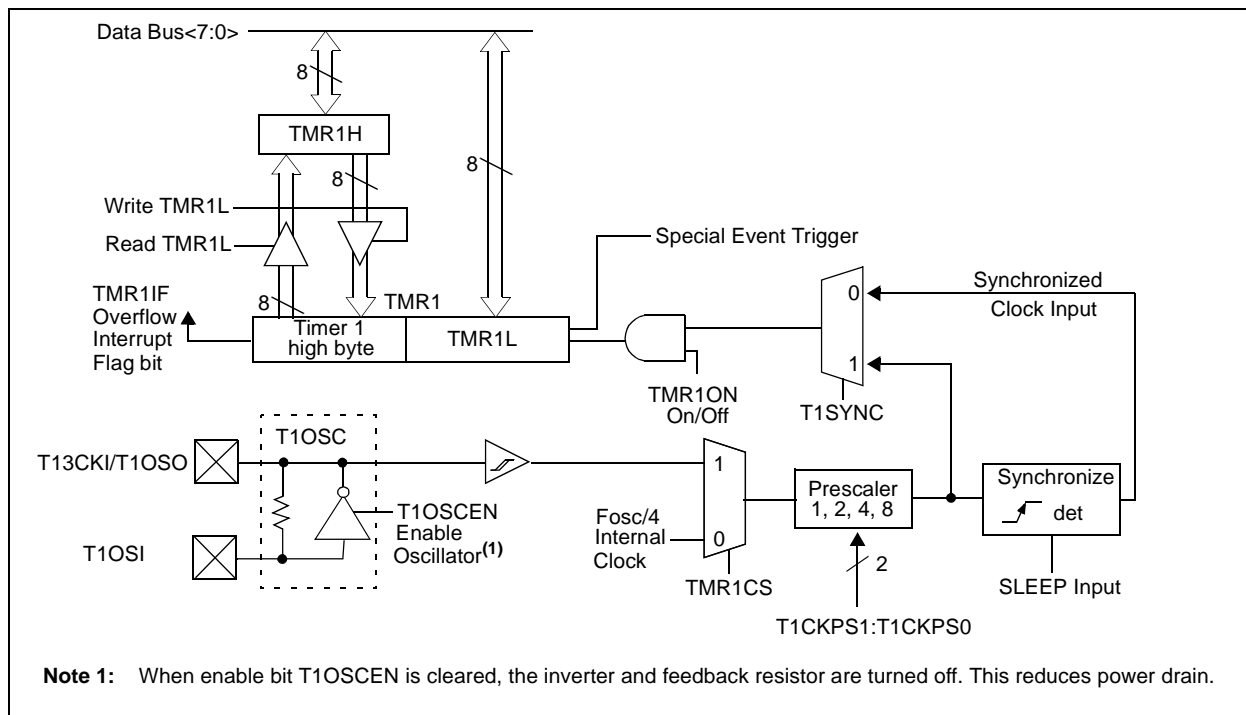 Data Bus<7:0>
8
TMR1H
8
8
Write TMR1L
Read TMR1L
Special Event Trigger
TMR1IF
Overflow
Interrupt
Flag bit
8
TMR1
Timer 1
high byte
TMR1L
0
1
Synchronized
Clock Input
TMR1ON
On/Off
T1SYNC
T1OSC
T13CKI/T1OSO
T1OSI
T1OSCEN
Enable
Oscillator(1)
1
0
Fosc/4
Internal
Clock
TMR1CS
Prescaler
1, 2, 4, 8
2
T1CKPS1:T1CKPS0
Synchronize
det
SLEEP Input
Note 1: When enable bit T1OSCEN is cleared, the inverter and feedback resistor are turned off. This reduces power drain.